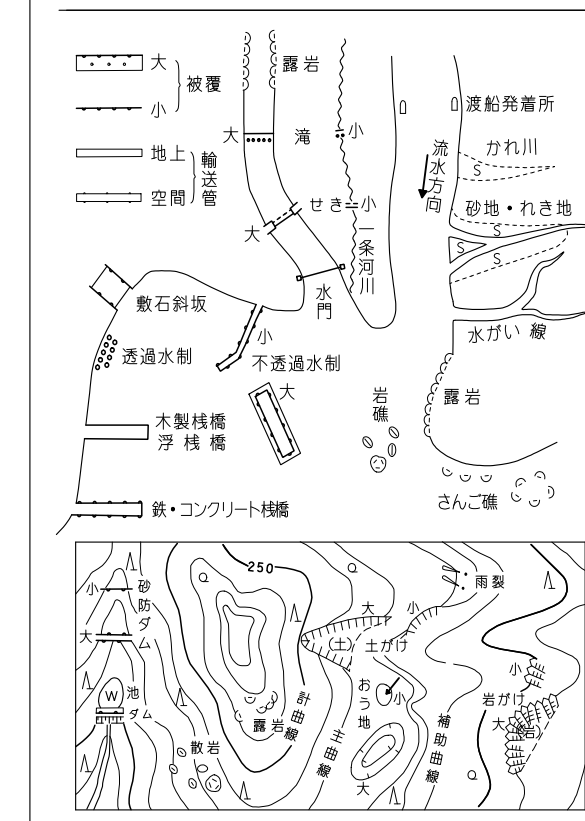 大
被覆
小
地上
輸送管
空間
露岩
大 滝 小
せき 小
大
一条河川
水門
渡船発着所
流水方向
かれ川
S
砂地・れき地
S
S
S
水がい線
敷石斜坂
透過水制
小
不透過水制
大
木製桟橋
浮桟橋
鉄・コンクリート桟橋
岩礁
露岩
さんご礁
小
砂防ダム
大
W
池
ダム
250
露岩
散岩
計曲線
主曲線
大
小
(土)
土がけ
おう地
小
大
補助曲線
雨裂
小
岩がけ
大
(岩)